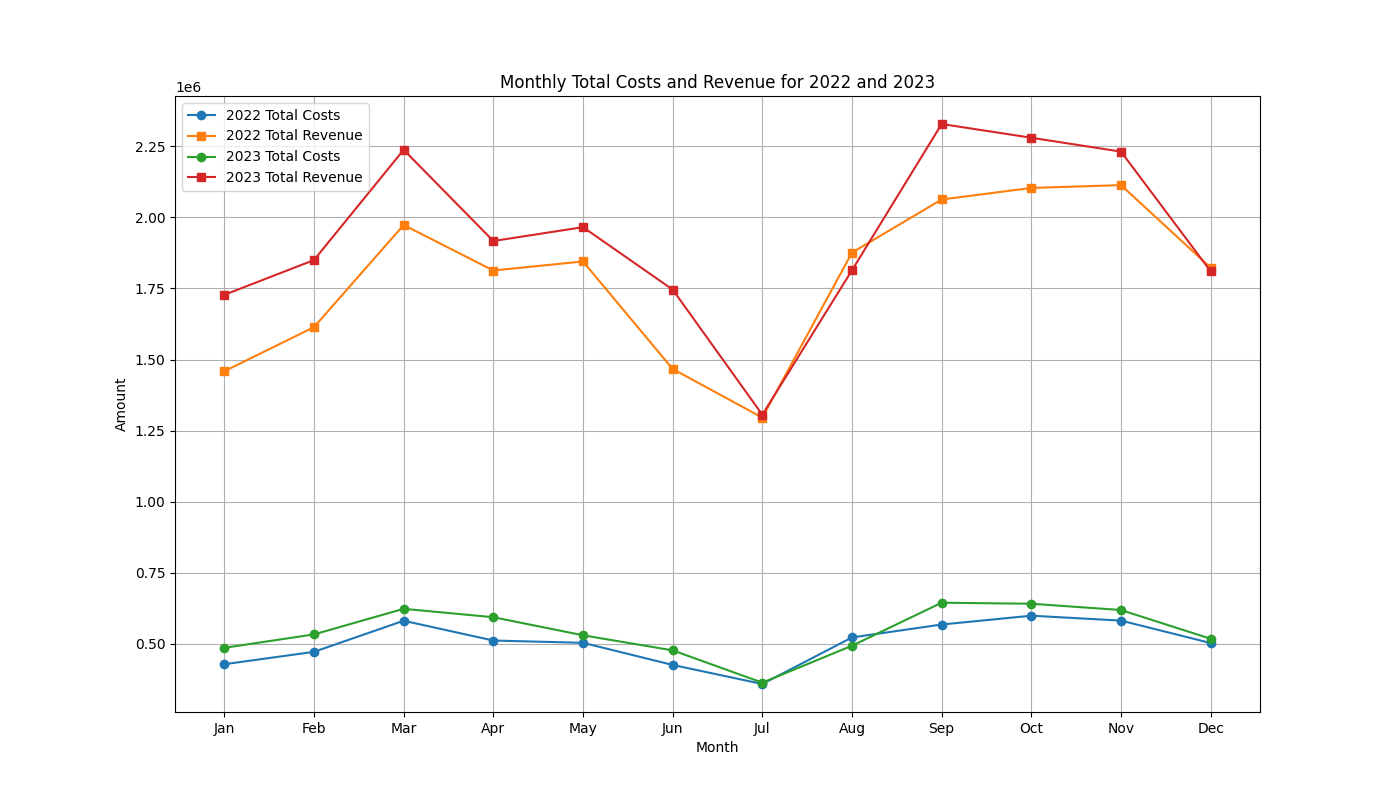 Monthly Total Costs and Revenue for 2022 and 2023
1e6
2022 Total Costs
2022 Total Revenue
2023 Total Costs
2023 Total Revenue
2.25
2.00
1.75
1.50
1.25
1.00
0.75
0.50
Amount
Jan Feb Mar Apr May Jun Jul Aug Sep Oct Nov Dec
Month